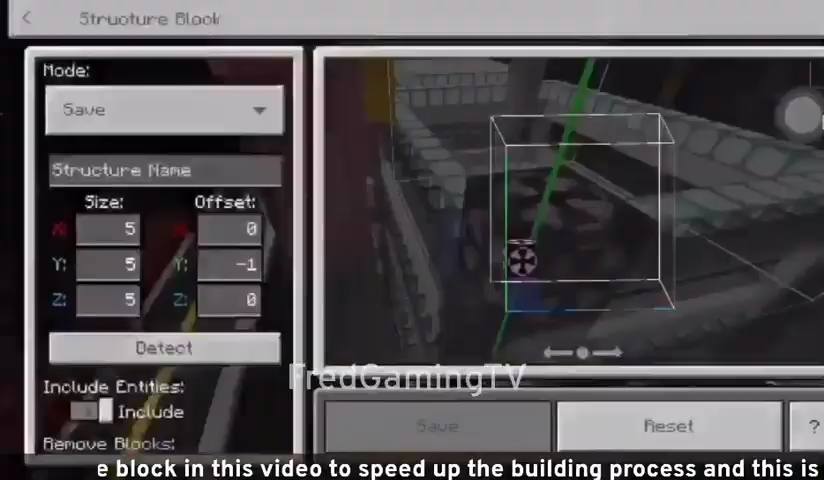 Structure Block
Mode:
Save
Structure Name
Size: Offset:
X: 5 X: 0
Y: 5 Y: -1
Z: 5 Z: 0
Detect
Include Entities:
Include
Remove Blocks:
Save Reset ?
FredGamingTV
e block in this video to speed up the building process and this is